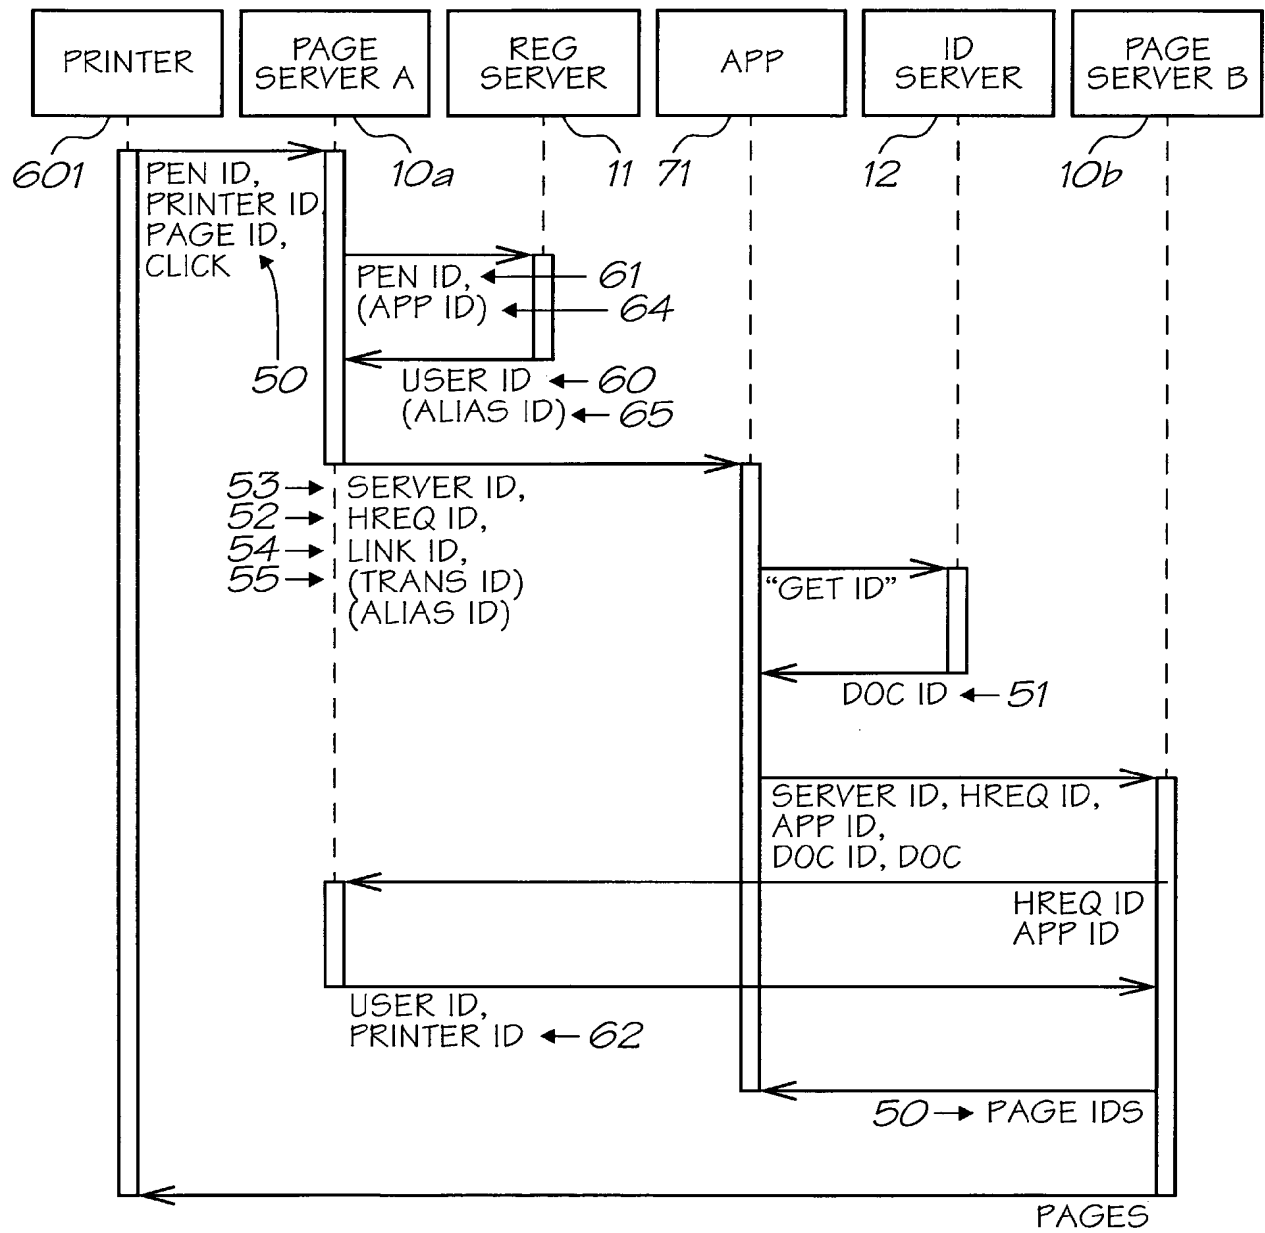 PRINTER
PAGE
SERVER A
REG
SERVER
APP
ID
SERVER
PAGE
SERVER B
601
10a
11
71
12
10b
PEN ID,
PRINTER ID,
PAGE ID,
CLICK
50
PEN ID,
61
(APP ID)
64
USER ID
60
(ALIAS ID)
65
53
SERVER ID,
52
HREQ ID,
54
LINK ID,
55
(TRANS ID)
(ALIAS ID)
“GET ID”
DOC ID
51
SERVER ID, HREQ ID,
APP ID,
DOC ID, DOC
HREQ ID
APP ID
USER ID,
PRINTER ID
62
50
PAGE IDS
PAGES